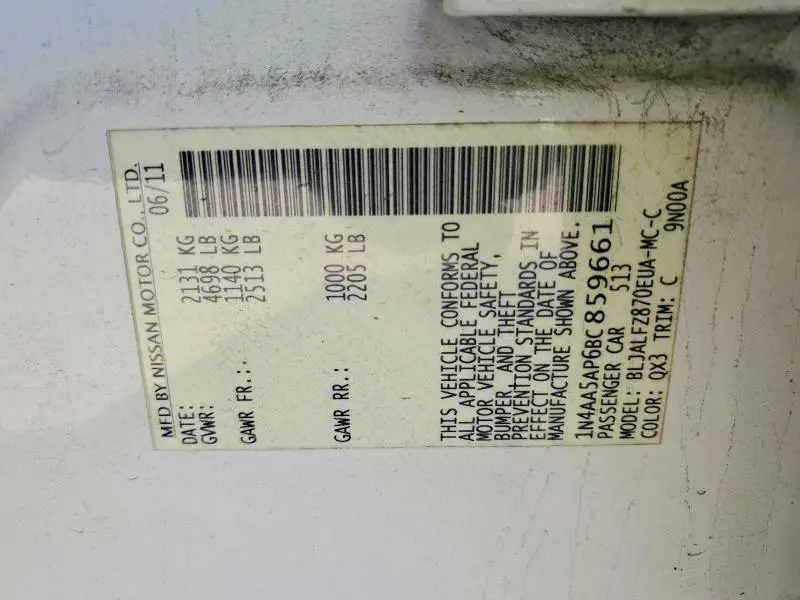 MFD BY NISSAN MOTOR CO., LTD.
DATE: 06/11
GVWR: 2131 KG
4698 LB
GAWR FR.: 1140 KG
2513 LB
GAWR RR.: 1000 KG
2205 LB
THIS VEHICLE CONFORMS TO
ALL APPLICABLE FEDERAL
MOTOR VEHICLE SAFETY,
BUMPER, AND THEFT
PREVENTION STANDARDS IN
EFFECT ON THE DATE OF
MANUFACTURE SHOWN ABOVE.
1N4AA5AP6BC859661
PASSENGER CAR 513
MODEL: BLJALFZ870EUA-MC-C
COLOR: QX3 TRIM: C 9N00A